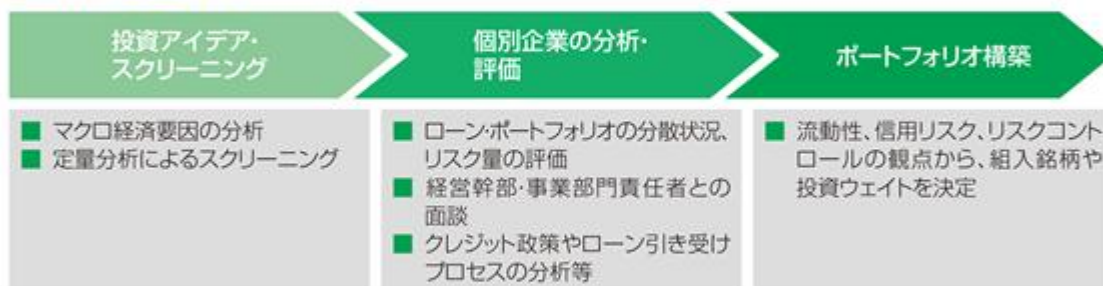 投資アイデア・
スクリーニング
個別企業の分析・
評価
ポートフォリオ構築
■ マクロ経済要因の分析
■ 定量分析によるスクリーニング
■ ローン・ポートフォリオの分散状況、
リスク量の評価
■ 経営幹部・事業部門責任者との
面談
■ クレジット政策やローン引き受け
プロセスの分析等
■ 流動性、信用リスク、リスクコント
ロールの観点から、組入銘柄や
投資ウェイトを決定